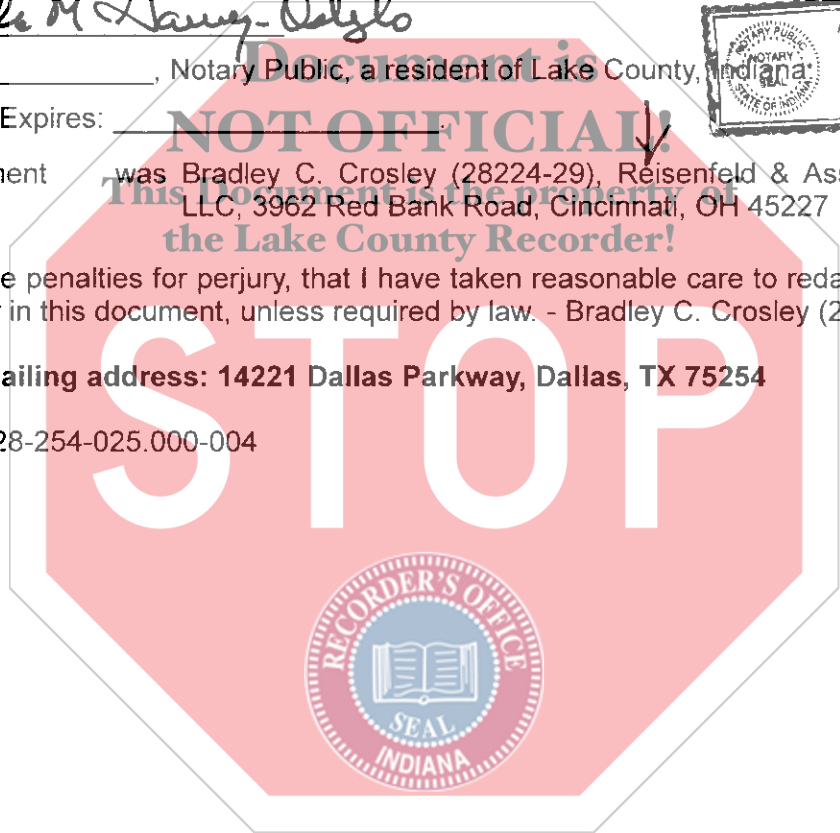 M
Document is
, Notary Public, a resident of Lake County, Indiana.
NOTARY PUBLIC
NOTARY
SEAL
STATE OF INDIANA
Expires:
NOT OFFICIAL!
was Bradley C. Crosley (28224-29), Reisenfeld & Ass
This Document is the property of
LLC, 3962 Red Bank Road, Cincinnati, OH 45227
the Lake County Recorder!
e penalties for perjury, that I have taken reasonable care to reda
in this document, unless required by law. - Bradley C. Crosley (2
ailing address: 14221 Dallas Parkway, Dallas, TX 75254
28-254-025.000-004
STOP
RECORDER'S OFFICE
SEAL
INDIANA